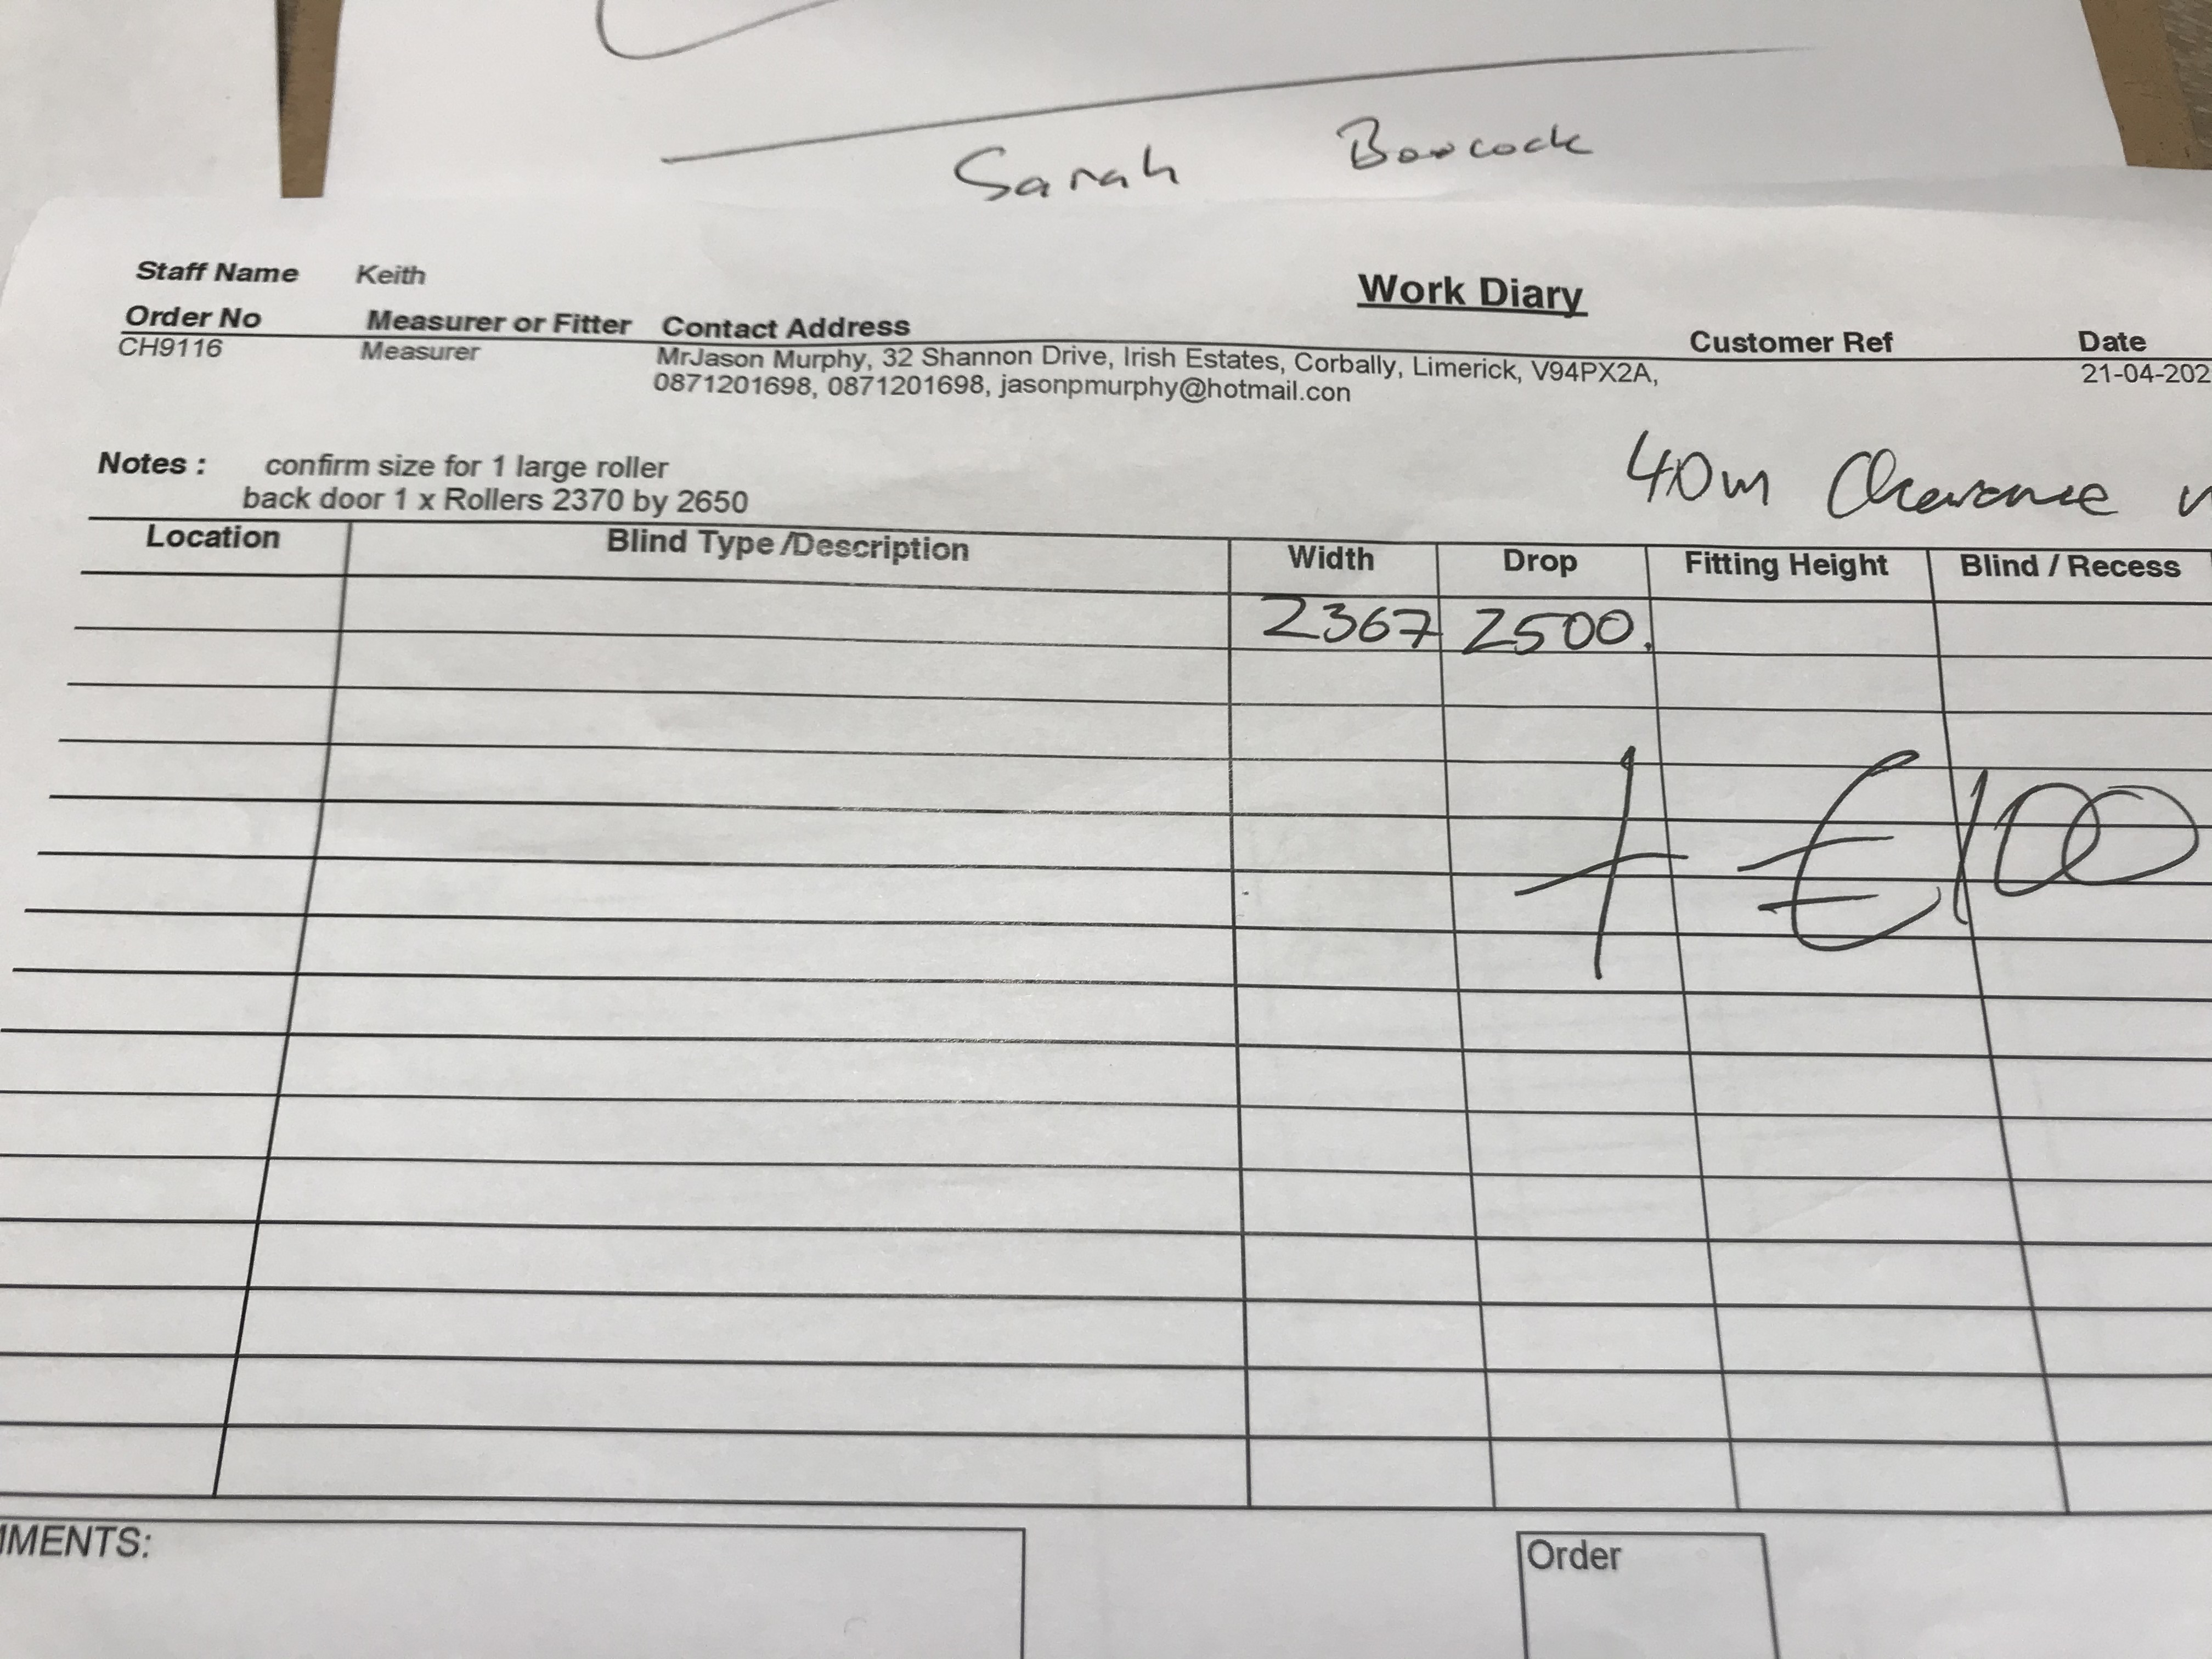 Sarah
Staff Name Keith
Work Diary
Order No Measurer or Fitter Contact Address Customer Ref Date
CH9116 Measurer MrJason Murphy, 32 Shannon Drive, Irish Estates, Corbally, Limerick, V94PX2A, 21-04-202
0871201698, 0871201698, jasonpmurphy@hotmail.con
40m Clearance
Notes : confirm size for 1 large roller
back door 1 x Rollers 2370 by 2650
Location Blind Type /Description Width Drop Fitting Height Blind / Recess
2367 2500.
+ €100
MMENTS:
Order